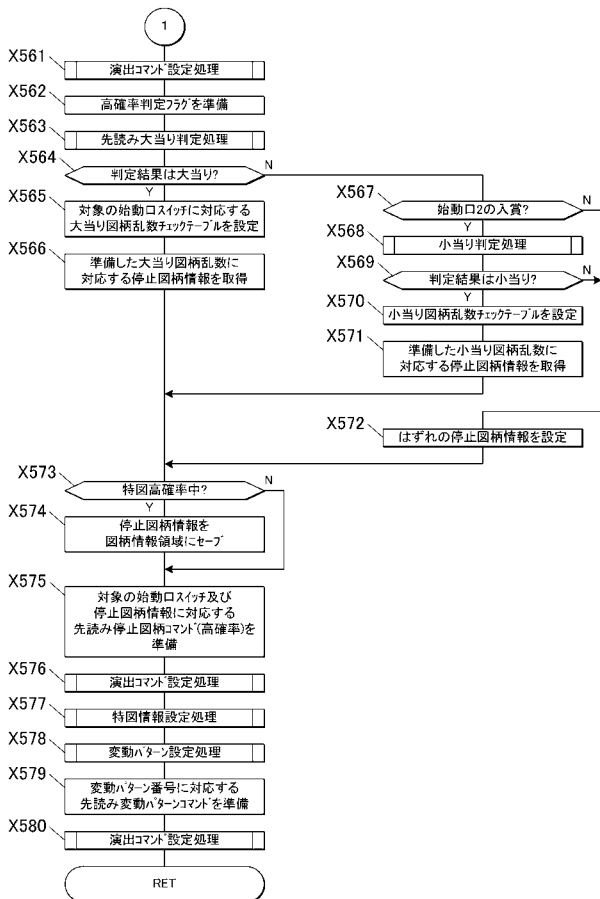 1
X561
演出コマンド設定処理
X562
高確率判定フラグを準備
X563
先読み大当り判定処理
X564
判定結果は大当り?
N
Y
X565
対象の始動口スイッチに対応する
大当り図柄乱数チェックテーブルを設定
X566
準備した大当り図柄乱数に
対応する停止図柄情報を取得
X567
始動口2の入賞?
N
Y
X568
小当り判定処理
X569
判定結果は小当り?
N
Y
X570
小当り図柄乱数チェックテーブルを設定
X571
準備した小当り図柄乱数に
対応する停止図柄情報を取得
X572
はずれの停止図柄情報を設定
X573
特図高確率中?
N
Y
X574
停止図柄情報を
図柄情報領域にセーブ
X575
対象の始動口スイッチ及び
停止図柄情報に対応する
先読み停止図柄コマンド(高確率)を
準備
X576
演出コマンド設定処理
X577
特図情報設定処理
X578
変動パターン設定処理
X579
変動パターン番号に対応する
先読み変動パターンコマンドを準備
X580
演出コマンド設定処理
RET